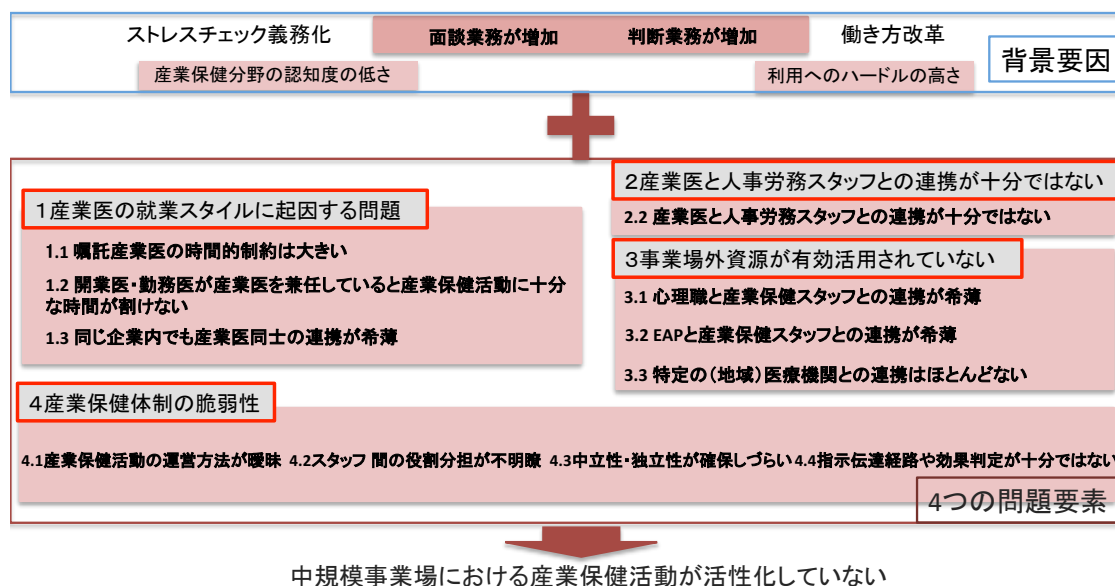 ストレスチェック義務化 面談業務が増加 判断業務が増加 働き方改革
産業保健分野の認知度の低さ 利用へのハードルの高さ
背景要因
1産業医の就業スタイルに起因する問題
1.1 嘱託産業医の時間的制約は大きい
1.2 開業医・勤務医が産業医を兼任していると産業保健活動に十分
な時間が割けない
1.3 同じ企業内でも産業医同士の連携が希薄
2産業医と人事労務スタッフとの連携が十分ではない
2.2 産業医と人事労務スタッフとの連携が十分ではない
3事業場外資源が有効活用されていない
3.1 心理職と産業保健スタッフとの連携が希薄
3.2 EAPと産業保健スタッフとの連携が希薄
3.3 特定の(地域)医療機関との連携はほとんどない
4産業保健体制の脆弱性
4.1産業保健活動の運営方法が曖昧 4.2スタッフ 間の役割分担が不明瞭 4.3中立性・独立性が確保しづらい 4.4指示伝達経路や効果判定が十分ではない
4つの問題要素
中規模事業場における産業保健活動が活性化していない